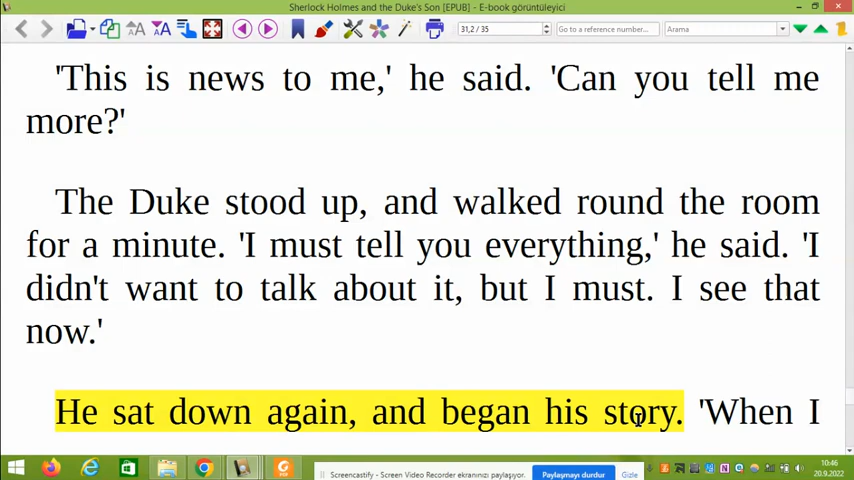 Sherlock Holmes and the Duke's Son [EPUB] - E-book görüntüleyici
31,2 / 35
Go to a reference number...
Arama
'This is news to me,' he said. 'Can you tell me
more?'
The Duke stood up, and walked round the room
for a minute. 'I must tell you everything,' he said. 'I
didn't want to talk about it, but I must. I see that
now.'
He sat down again, and began his story. 'When I
Screencastify - Screen Video Recorder ekranınızı paylaşıyor.
Paylaşmayı durdur
Gizle
10:46
20.9.2022